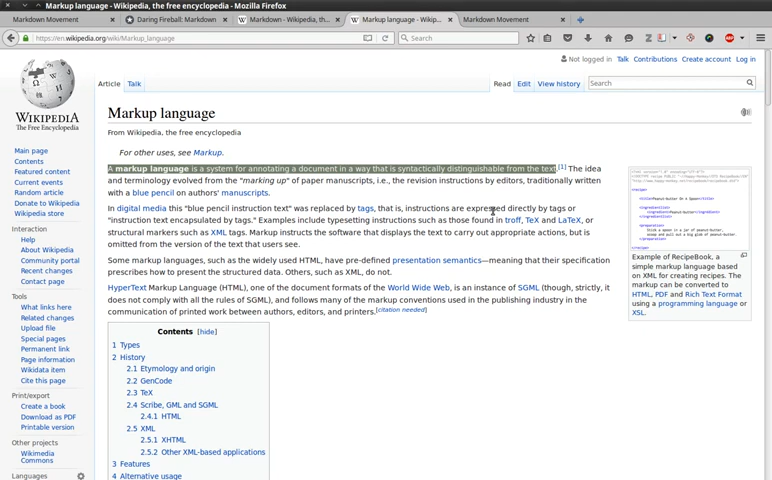 Markup language - Wikipedia, the free encyclopedia - Mozilla Firefox
Markdown Movement
Daring Fireball: Markdown
Markdown - Wikipedia, th...
Markup language - Wikip...
Markdown Movement
https://en.wikipedia.org/wiki/Markup_language
Search
Not logged in Talk Contributions Create account Log in
Article Talk
Read Edit View history
Search
WIKIPEDIA
The Free Encyclopedia
Main page
Contents
Featured content
Current events
Random article
Donate to Wikipedia
Wikipedia store
Interaction
Help
About Wikipedia
Community portal
Recent changes
Contact page
Tools
What links here
Related changes
Upload file
Special pages
Permanent link
Page information
Wikidata item
Cite this page
Print/export
Create a book
Download as PDF
Printable version
Other projects
Wikimedia
Commons
Languages
Markup language
From Wikipedia, the free encyclopedia
For other uses, see Markup.
A markup language is a system for annotating a document in a way that is syntactically distinguishable from the text.[1] The idea
and terminology evolved from the "marking up" of paper manuscripts, i.e., the revision instructions by editors, traditionally written
with a blue pencil on authors' manuscripts.
In digital media this "blue pencil instruction text" was replaced by tags, that is, instructions are expressed directly by tags or
"instruction text encapsulated by tags." Examples include typesetting instructions such as those found in troff, TeX and LaTeX, or
structural markers such as XML tags. Markup instructs the software that displays the text to carry out appropriate actions, but is
omitted from the version of the text that users see.
Some markup languages, such as the widely used HTML, have pre-defined presentation semantics—meaning that their specification
prescribes how to present the structured data. Others, such as XML, do not.
HyperText Markup Language (HTML), one of the document formats of the World Wide Web, is an instance of SGML (though, strictly, it
does not comply with all the rules of SGML), and follows many of the markup conventions used in the publishing industry in the
communication of printed work between authors, editors, and printers.[citation needed]
Contents [hide]
1 Types
2 History
2.1 Etymology and origin
2.2 GenCode
2.3 TeX
2.4 Scribe, GML and SGML
2.4.1 HTML
2.5 XML
2.5.1 XHTML
2.5.2 Other XML-based applications
3 Features
4 Alternative usage
Example of RecipeBook, a
simple markup language based
on XML for creating recipes. The
markup can be converted to
HTML, PDF and Rich Text Format
using a programming language or
XSL.